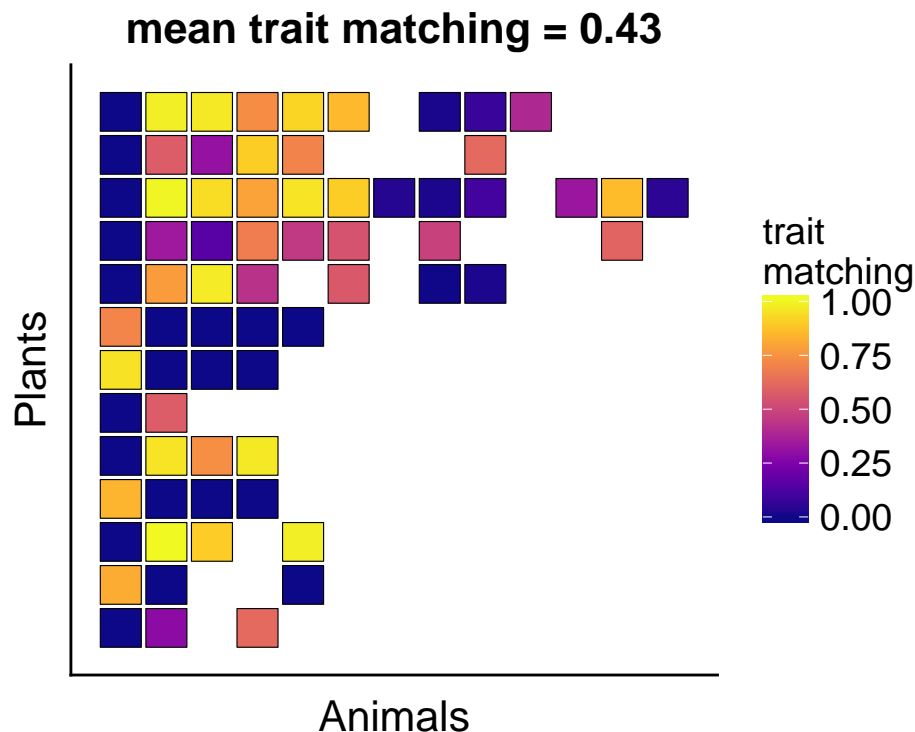 mean trait matching = 0.43
Plants
Animals
trait
matching
1.00
0.75
0.50
0.25
0.00